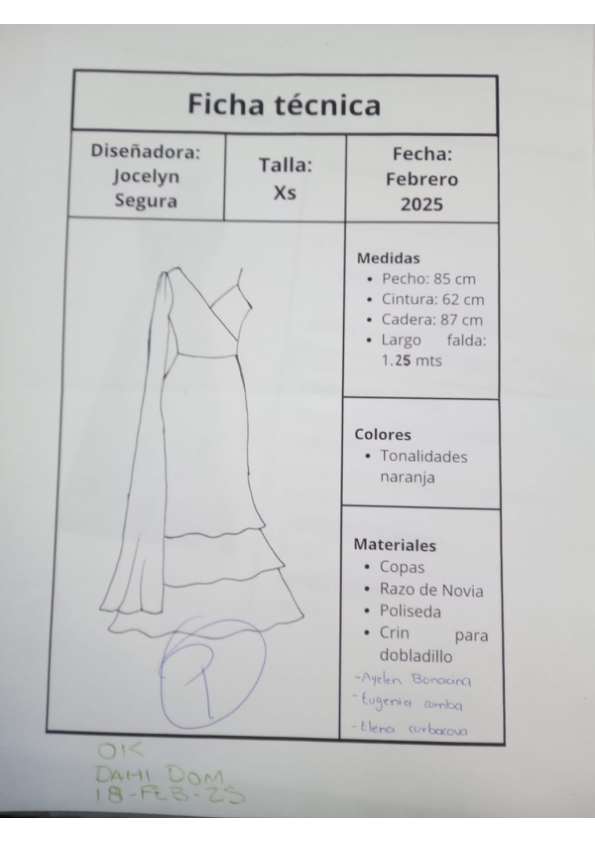 Ficha técnica
Diseñadora:
Jocelyn
Segura
Talla:
Xs
Fecha:
Febrero
2025
Medidas
• Pecho: 85 cm
• Cintura: 62 cm
• Cadera: 87 cm
• Largo falda:
1.25 mts
Colores
• Tonalidades
naranja
Materiales
• Copas
• Razo de Novia
• Poliseda
• Crin para
dobladillo
-Ayelen Bonacina
-Eugenia comba
-Elena curbacova
OK
DAHI DOM
18-FEB-25